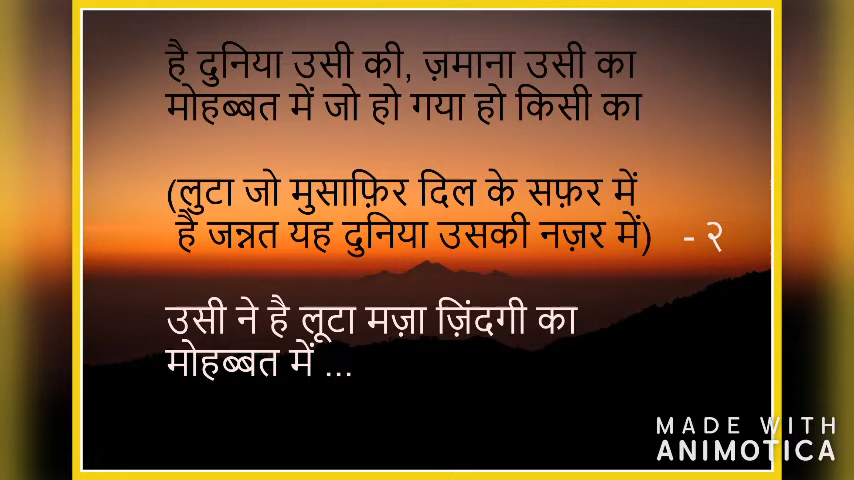 है दुनिया उसी की, ज़माना उसी का
मोहब्बत में जो हो गया हो किसी का
(लुटा जो मुसाफ़िर दिल के सफ़र में
है जन्नत यह दुनिया उसकी नज़र में) - २
उसी ने है लूटा मज़ा ज़िंदगी का
मोहब्बत में ...
MADE WITH
ANIMOTICA